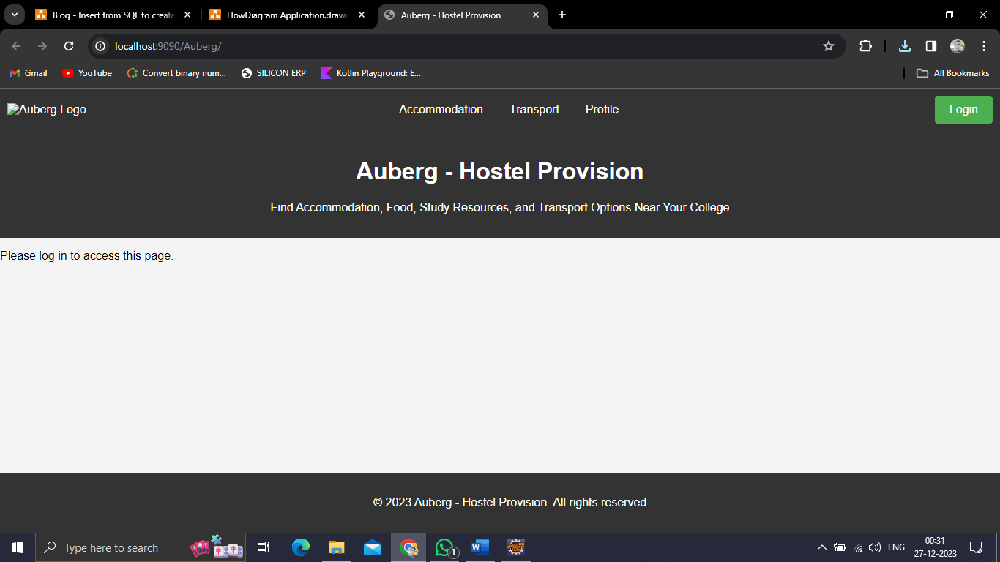 Blog - Insert from SQL to create
FlowDiagram Application.drawio
Auberg - Hostel Provision
localhost:9090/Auberg/
Gmail
YouTube
Convert binary num...
SILICON ERP
Kotlin Playground: E...
All Bookmarks
Auberg Logo
Accommodation
Transport
Profile
Login
Auberg - Hostel Provision
Find Accommodation, Food, Study Resources, and Transport Options Near Your College
Please log in to access this page.
© 2023 Auberg - Hostel Provision. All rights reserved.
Type here to search
1
ENG
00:31
27-12-2023